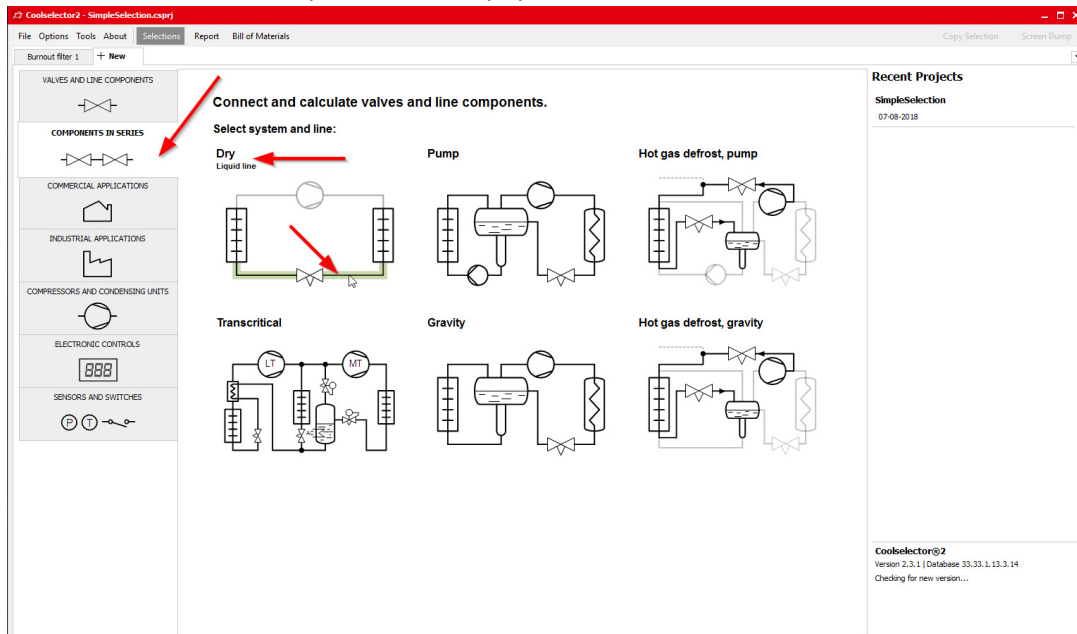 Coolselector2 - SimpleSelection.csprj
File Options Tools About Selections Report Bill of Materials Copy Selection Screen Dump
Burnout filter 1 + New
VALVES AND LINE COMPONENTS
COMPONENTS IN SERIES
COMMERCIAL APPLICATIONS
INDUSTRIAL APPLICATIONS
COMPRESSORS AND CONDENSING UNITS
ELECTRONIC CONTROLS
888
SENSORS AND SWITCHES
P T
Connect and calculate valves and line components.
Select system and line:
Dry
Liquid line
Pump
Hot gas defrost, pump
Transcritical
LT MT
AC
Gravity
Hot gas defrost, gravity
Recent Projects
SimpleSelection
07-08-2018
Coolselector®2
Version 2.3.1 | Database 33.33.1.13.3.14
Checking for new version...